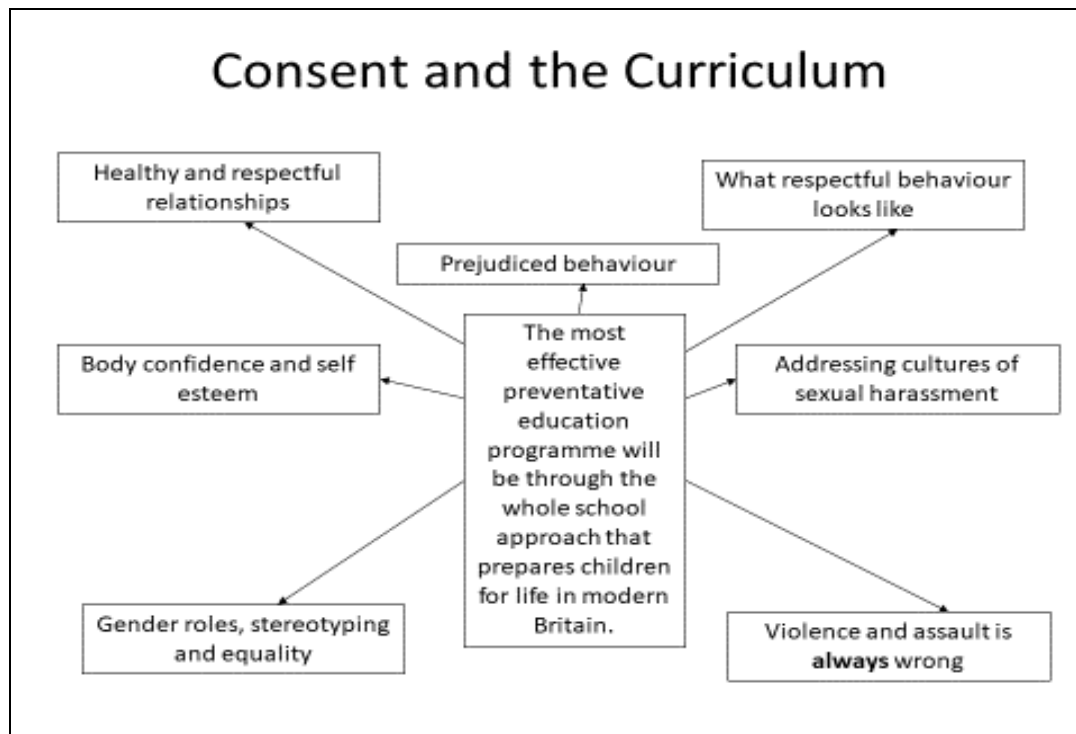 Consent and the Curriculum
Healthy and respectful
relationships
What respectful behaviour
looks like
Prejudiced behaviour
The most
effective
preventative
education
programme will
be through the
whole school
approach that
prepares children
for life in modern
Britain.
Body confidence and self
esteem
Addressing cultures of
sexual harassment
Gender roles, stereotyping
and equality
Violence and assault is
always wrong